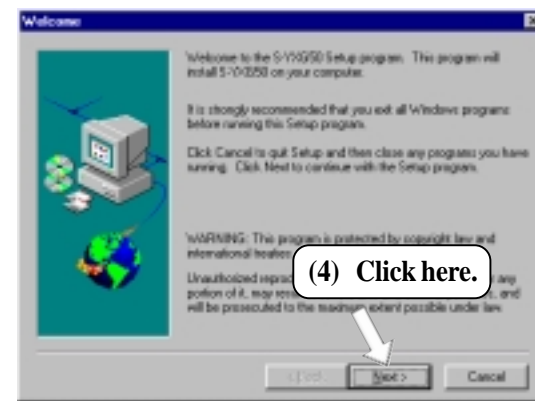 Welcome
Welcome to the S-YXG50 Setup program. This program will
install S-YXG50 on your computer.
It is strongly recommended that you exit all Windows programs
before running this Setup program.
Click Cancel to quit Setup and then close any programs you have
running. Click Next to continue with the Setup program.
WARNING: This program is protected by copyright law and
international treaties
Unauthorized any
portion of it, may and
will be prosecuted to the maximum extent possible under law.
(4) Click here.
< Back
Next >
Cancel